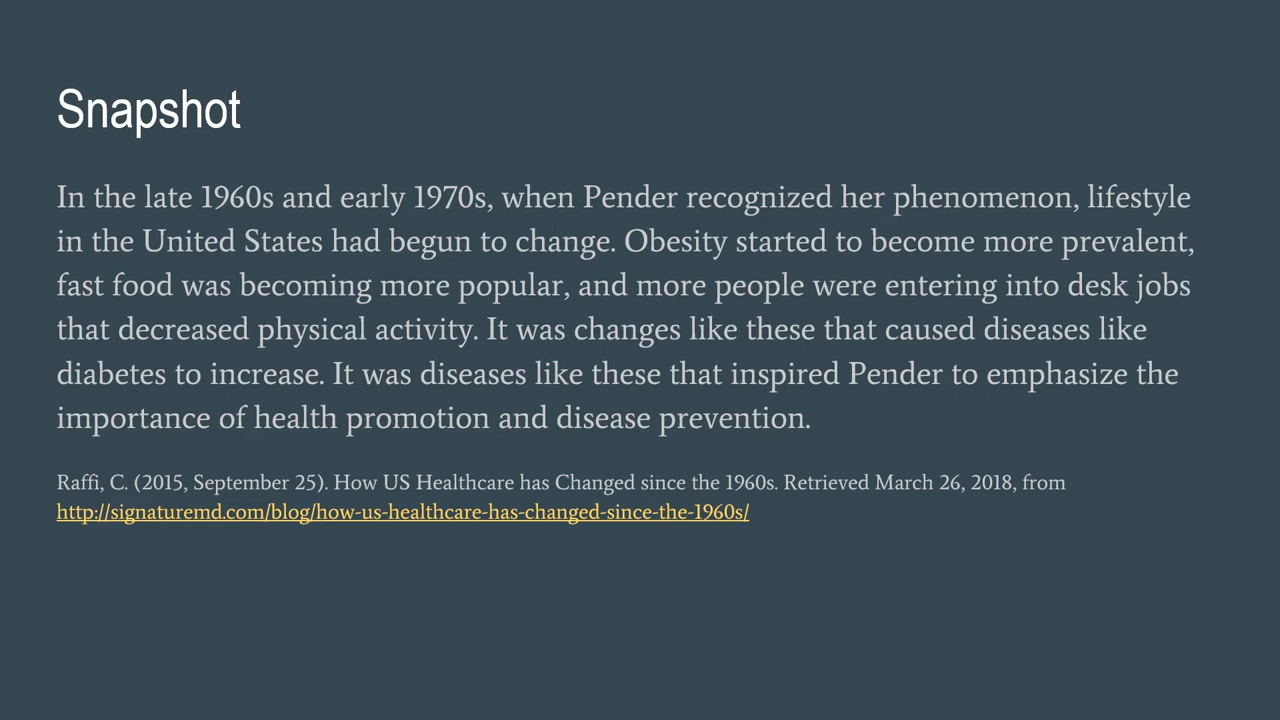 Snapshot
In the late 1960s and early 1970s, when Pender recognized her phenomenon, lifestyle
in the United States had begun to change. Obesity started to become more prevalent,
fast food was becoming more popular, and more people were entering into desk jobs
that decreased physical activity. It was changes like these that caused diseases like
diabetes to increase. It was diseases like these that inspired Pender to emphasize the
importance of health promotion and disease prevention.
Raffi, C. (2015, September 25). How US Healthcare has Changed since the 1960s. Retrieved March 26, 2018, from
http://signaturemd.com/blog/how-us-healthcare-has-changed-since-the-1960s/